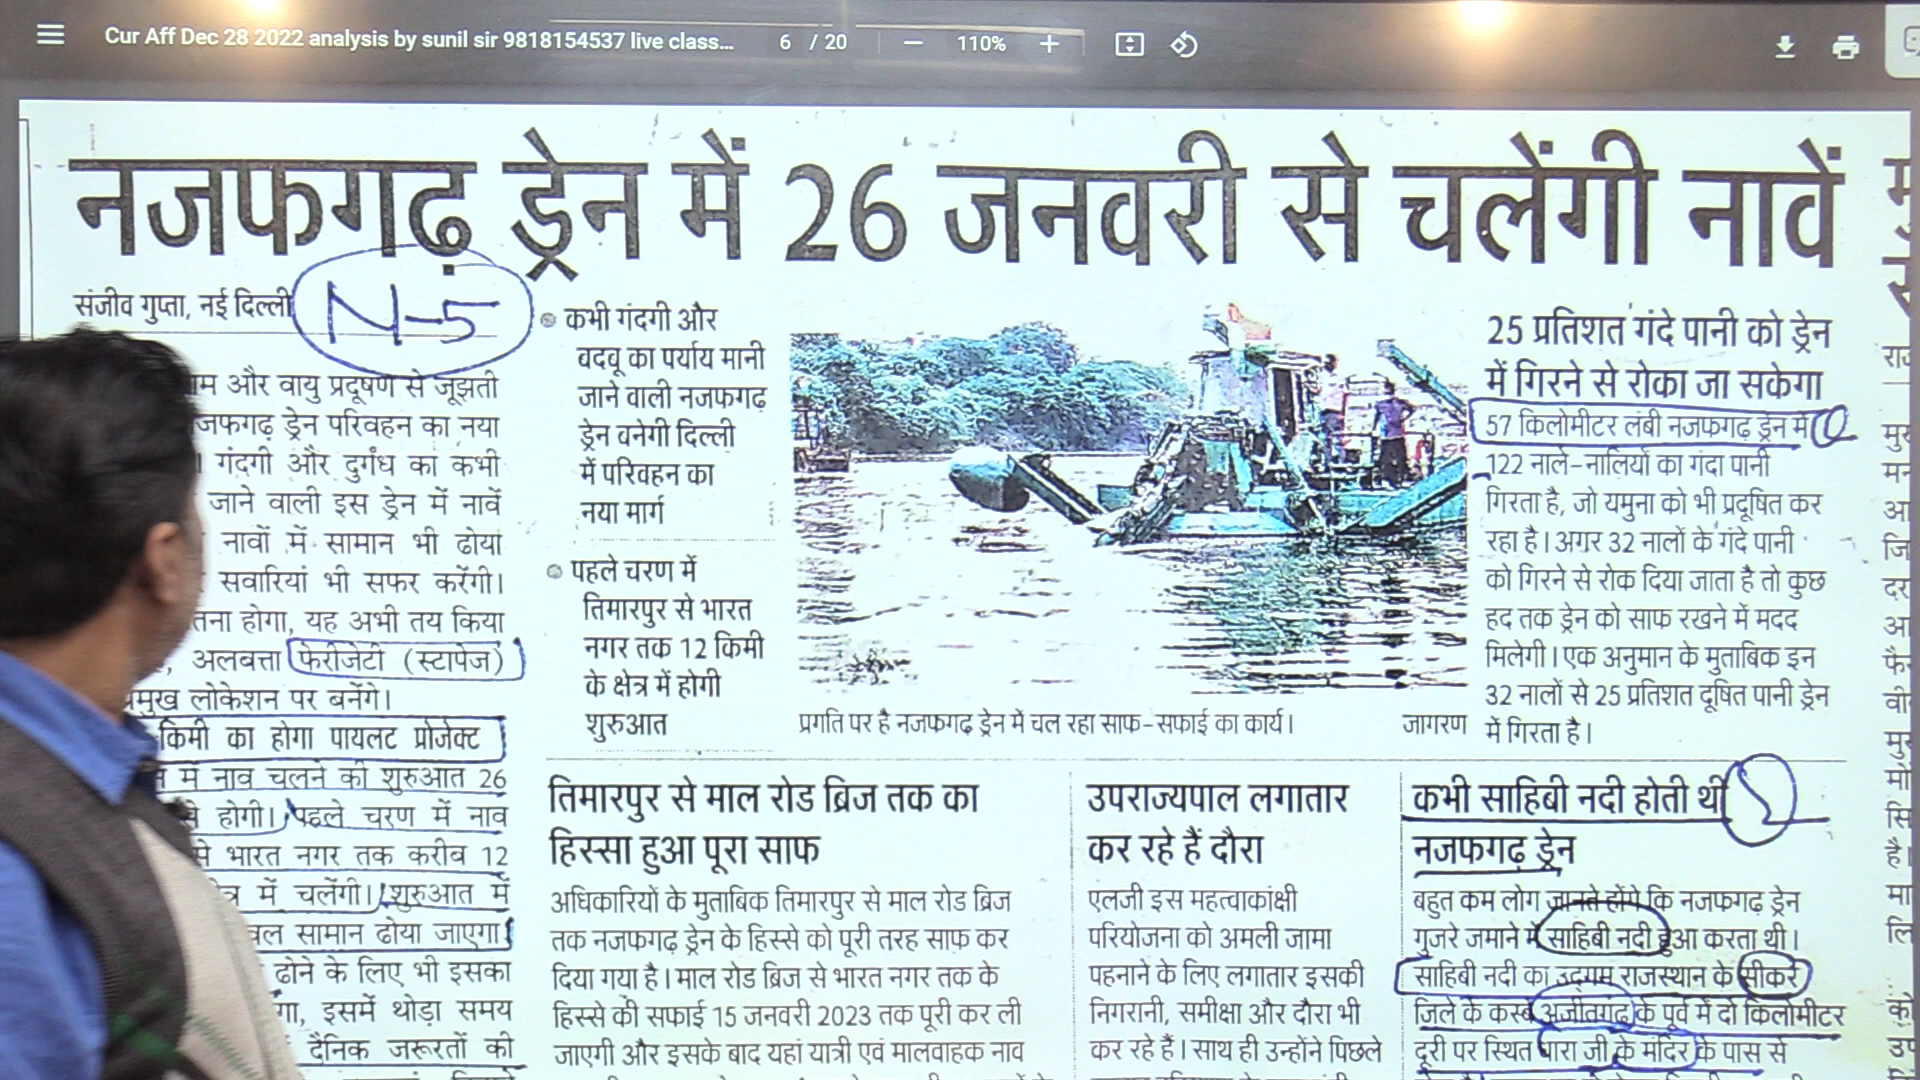 Cur Aff Dec 28 2022 analysis by sunil sir 9818154537 live class...
6 / 20
110%
नजफगढ़ ड्रेन में 26 जनवरी से चलेंगी नावें
संजीव गुप्ता, नई दिल्ली
N-5
और वायु प्रदूषण से जूझती
ड्रेन परिवहन का नया
गंदगी और दुर्गंध का कभी
जाने वाली इस ड्रेन में नावें
नावों में सामान भी ढोया
सवारियां भी सफर करेंगी।
होगा, यह अभी तय किया
अलबत्ता फेरीजेटी (स्टापेज)
लोकेशन पर बनेंगे।
किमी का होगा पायलट प्रोजेक्ट
में नाव चलने की शुरुआत 26
होगी। पहले चरण में नाव
से भारत नगर तक करीब 12
में चलेंगी। शुरुआत में
सामान ढोया जाएगा
ढोने के लिए भी इसका
इसमें थोड़ा समय
दैनिक जरूरतों की
कभी गंदगी और
बदबू का पर्याय मानी
जाने वाली नजफगढ़
ड्रेन बनेगी दिल्ली
में परिवहन का
नया मार्ग
पहले चरण में
तिमारपुर से भारत
नगर तक 12 किमी
के क्षेत्र में होगी
शुरुआत
प्रगति पर है नजफगढ़ ड्रेन में चल रहा साफ-सफाई का कार्य। जागरण
25 प्रतिशत गंदे पानी को ड्रेन
में गिरने से रोका जा सकेगा
57 किलोमीटर लंबी नजफगढ़ ड्रेन में
122 नाले-नालियों का गंदा पानी
गिरता है, जो यमुना को भी प्रदूषित कर
रहा है। अगर 32 नालों के गंदे पानी
को गिरने से रोक दिया जाता है तो कुछ
हद तक ड्रेन को साफ रखने में मदद
मिलेगी। एक अनुमान के मुताबिक इन
32 नालों से 25 प्रतिशत दूषित पानी ड्रेन
में गिरता है।
तिमारपुर से माल रोड ब्रिज तक का
हिस्सा हुआ पूरा साफ
अधिकारियों के मुताबिक तिमारपुर से माल रोड ब्रिज
तक नजफगढ़ ड्रेन के हिस्से को पूरी तरह साफ कर
दिया गया है। माल रोड ब्रिज से भारत नगर तक के
हिस्से की सफाई 15 जनवरी 2023 तक पूरी कर ली
जाएगी और इसके बाद यहां यात्री एवं मालवाहक नाव
उपराज्यपाल लगातार
कर रहे हैं दौरा
एलजी इस महत्वाकांक्षी
परियोजना को अमली जामा
पहनाने के लिए लगातार इसकी
निगरानी, समीक्षा और दौरा भी
कर रहे हैं। साथ ही उन्होंने पिछले
कभी साहिबी नदी होती थी
नजफगढ़ ड्रेन
बहुत कम लोग जानते होंगे कि नजफगढ़ ड्रेन
गुजरे जमाने में साहिबी नदी हुआ करता थी।
साहिबी नदी का उदगम राजस्थान के सीकर
जिले के कस्बे अजीतगढ़ के पूर्व में दो किलोमीटर
दूरी पर स्थित धारा जी के मंदिर के पास से